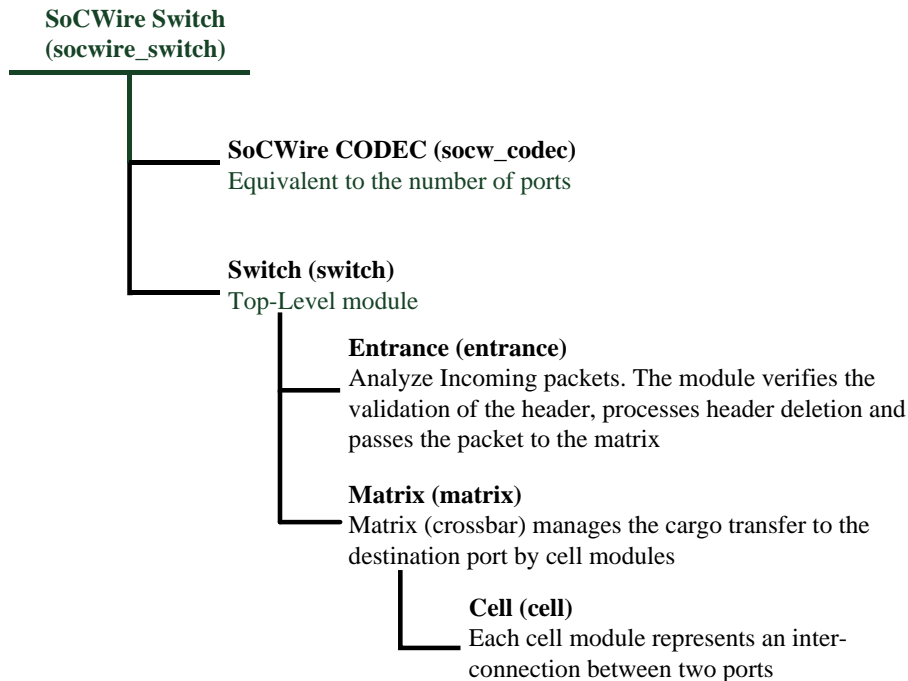 SoCWire Switch
(socwire_switch)
SoCWire CODEC (socw_codec)
Equivalent to the number of ports
Switch (switch)
Top-Level module
Entrance (entrance)
Analyze Incoming packets. The module verifies the
validation of the header, processes header deletion and
passes the packet to the matrix
Matrix (matrix)
Matrix (crossbar) manages the cargo transfer to the
destination port by cell modules
Cell (cell)
Each cell module represents an inter-
connection between two ports